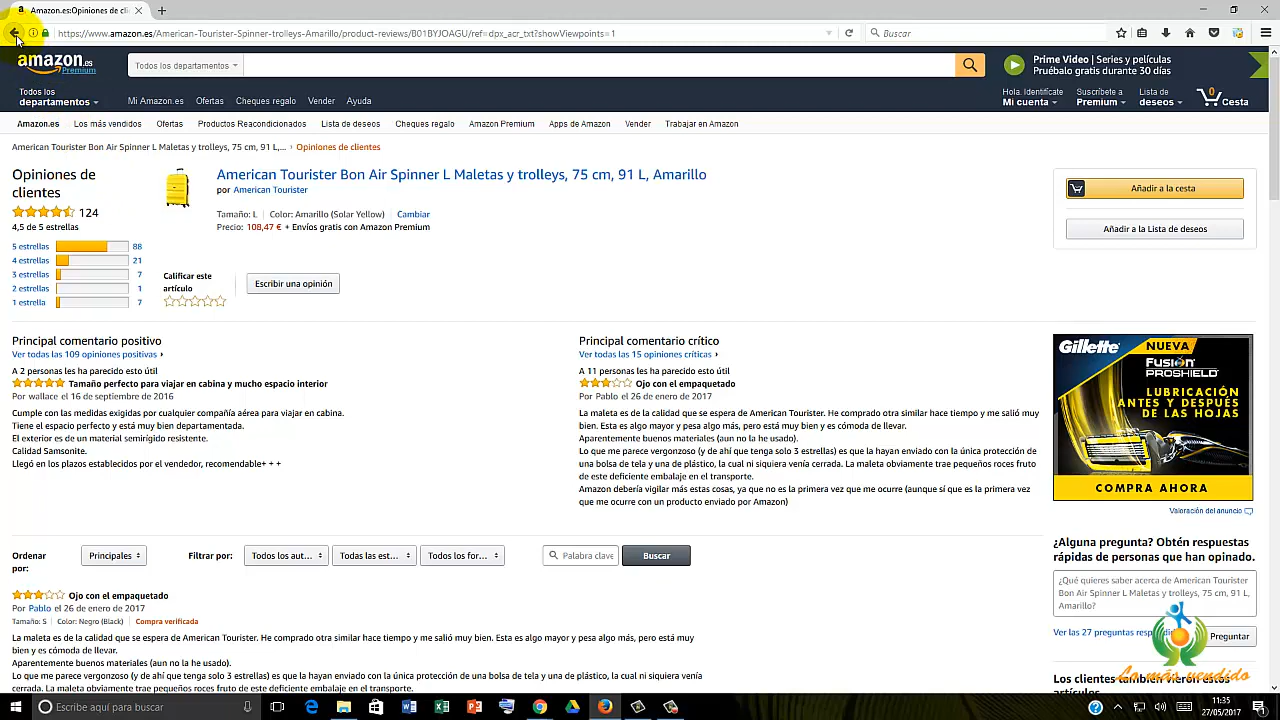 Amazon.es:Opiniones de cli
https://www.amazon.es/American-Tourister-Spinner-trolleys-Amarillo/product-reviews/B01BYJOAGU/ref=dpx_acr_txt?showViewpoints=1
Buscar
amazon.es
Premium
Todos los departamentos
Prime Video | Series y películas
Pruébalo gratis durante 30 días
Todos los
departamentos
Mi Amazon.es
Ofertas
Cheques regalo
Vender
Ayuda
Hola. Identifícate
Mi cuenta
Suscríbete a
Premium
Lista de
deseos
0
Cesta
Amazon.es
Los más vendidos
Ofertas
Productos Reacondicionados
Lista de deseos
Cheques regalo
Amazon Premium
Apps de Amazon
Vender
Trabajar en Amazon
American Tourister Bon Air Spinner L Maletas y trolleys, 75 cm, 91 L,... › Opiniones de clientes
Opiniones de
clientes
124
4,5 de 5 estrellas
5 estrellas 88
4 estrellas 21
3 estrellas 7
2 estrellas 1
1 estrella 7
American Tourister Bon Air Spinner L Maletas y trolleys, 75 cm, 91 L, Amarillo
por American Tourister
Tamaño: L | Color: Amarillo (Solar Yellow) | Cambiar
Precio: 108,47 € + Envíos gratis con Amazon Premium
Calificar este
artículo
Escribir una opinión
Añadir a la cesta
Añadir a la Lista de deseos
Principal comentario positivo
Ver todas las 109 opiniones positivas ›
A 2 personas les ha parecido esto útil
Tamaño perfecto para viajar en cabina y mucho espacio interior
Por wallace el 16 de septiembre de 2016
Cumple con las medidas exigidas por cualquier compañía aérea para viajar en cabina.
Tiene el espacio perfecto y está muy bien departamentada.
El exterior es de un material semirígido resistente.
Calidad Samsonite.
Llegó en los plazos establecidos por el vendedor, recomendable+ + +
Principal comentario crítico
Ver todas las 15 opiniones críticas ›
A 11 personas les ha parecido esto útil
Ojo con el empaquetado
Por Pablo el 26 de enero de 2017
La maleta es de la calidad que se espera de American Tourister. He comprado otra similar hace tiempo y me salió muy
bien. Esta es algo mayor y pesa algo más, pero está muy bien y es cómoda de llevar.
Aparentemente buenos materiales (aun no la he usado).
Lo que me parece vergonzoso (y de ahí que tenga solo 3 estrellas) es que la hayan enviado con la única protección de
una bolsa de tela y una de plástico, la cual ni siquiera venía cerrada. La maleta obviamente trae pequeños roces fruto
de este deficiente embalaje en el transporte.
Amazon debería vigilar más estas cosas, ya que no es la primera vez que me ocurre (aunque sí que es la primera vez
que me ocurre con un producto enviado por Amazon)
Gillette
NUEVA
FUSION
PROSHIELD
LUBRICACIÓN
ANTES Y DESPUÉS
DE LAS HOJAS
COMPRA AHORA
Valoración del anuncio
Ordenar
por:
Principales
Filtrar por:
Todos los aut...
Todas las est...
Todos los for...
Palabra clave
Buscar
Ojo con el empaquetado
Por Pablo el 26 de enero de 2017
Tamaño: S | Color: Negro (Black) | Compra verificada
La maleta es de la calidad que se espera de American Tourister. He comprado otra similar hace tiempo y me salió muy bien. Esta es algo mayor y pesa algo más, pero está muy
bien y es cómoda de llevar.
Aparentemente buenos materiales (aun no la he usado).
Lo que me parece vergonzoso (y de ahí que tenga solo 3 estrellas) es que la hayan enviado con la única protección de una bolsa de tela y una de plástico, la cual ni siquiera venía
cerrada. La maleta obviamente trae pequeños roces fruto de este deficiente embalaje en el transporte.
¿Alguna pregunta? Obtén respuestas
rápidas de personas que han opinado.
¿Qué quieres saber acerca de American Tourister
Bon Air Spinner L Maletas y trolleys, 75 cm, 91 L,
Amarillo?
Ver las 27 preguntas
Preguntar
Lo más vendido
Los clientes también vieron estos
artículos
Escribe aquí para buscar
11:35
27/05/2017